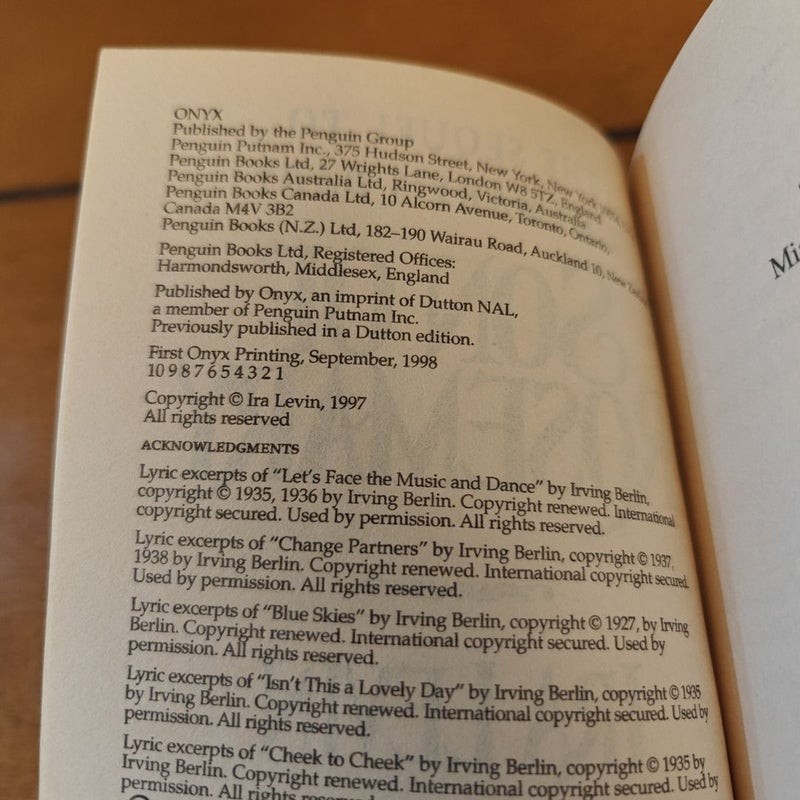 ONYX
Published by the Penguin Group
Penguin Putnam Inc., 375 Hudson Street, New York, New York
Penguin Books Ltd, 27 Wrights Lane, London W8 5TZ, England
Penguin Books Australia Ltd, Ringwood, Victoria, Australia
Penguin Books Canada Ltd, 10 Alcorn Avenue, Toronto, Ontario,
Canada M4V 3B2
Penguin Books (N.Z.) Ltd, 182–190 Wairau Road, Auckland 10, New
Penguin Books Ltd, Registered Offices:
Harmondsworth, Middlesex, England
Published by Onyx, an imprint of Dutton NAL,
a member of Penguin Putnam Inc.
Previously published in a Dutton edition.
First Onyx Printing, September, 1998
10 9 8 7 6 5 4 3 2 1
Copyright © Ira Levin, 1997
All rights reserved
ACKNOWLEDGMENTS
Lyric excerpts of “Let's Face the Music and Dance” by Irving Berlin,
copyright © 1935, 1936 by Irving Berlin. Copyright renewed. International
copyright secured. Used by permission. All rights reserved.
Lyric excerpts of “Change Partners” by Irving Berlin, copyright © 1937,
1938 by Irving Berlin. Copyright renewed. International copyright secured.
Used by permission. All rights reserved.
Lyric excerpts of “Blue Skies” by Irving Berlin, copyright © 1927, by Irving
Berlin. Copyright renewed. International copyright secured. Used by
permission. All rights reserved.
Lyric excerpts of “Isn't This a Lovely Day” by Irving Berlin, copyright © 1935
by Irving Berlin. Copyright renewed. International copyright secured. Used by
permission. All rights reserved.
Lyric excerpts of “Cheek to Cheek” by Irving Berlin, copyright © 1935 by
Irving Berlin. Copyright renewed. International copyright secured. Used by
permission. All rights reserved.
Mi